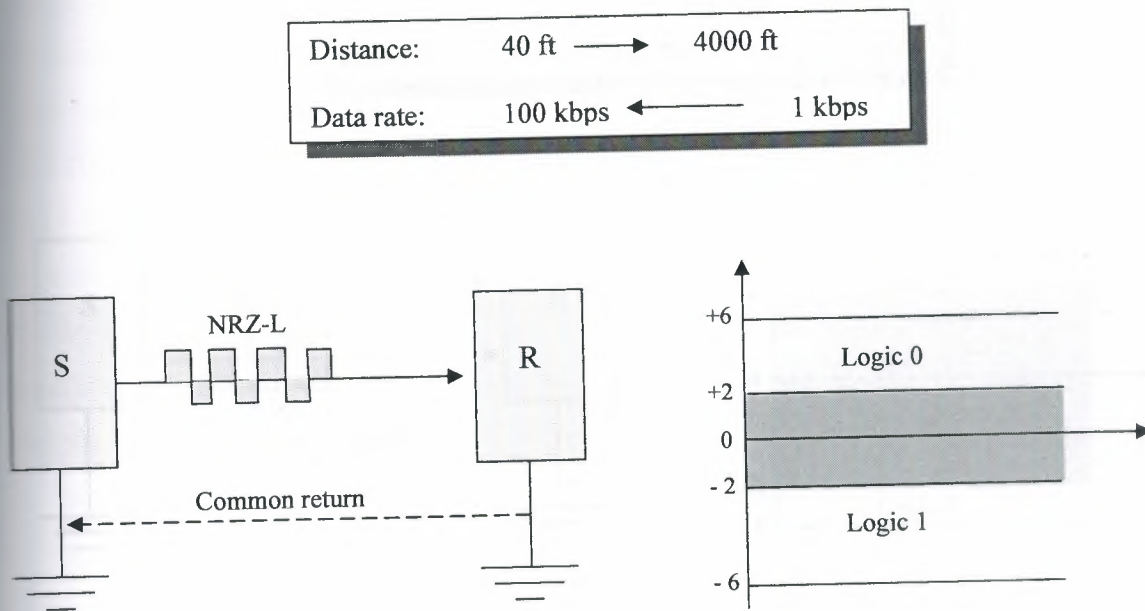 Distance: 40 ft 4000 ft
Data rate: 100 kbps 1 kbps
NRZ-L
S
R
Common return
+6
Logic 0
+2
0
- 2
Logic 1
- 6